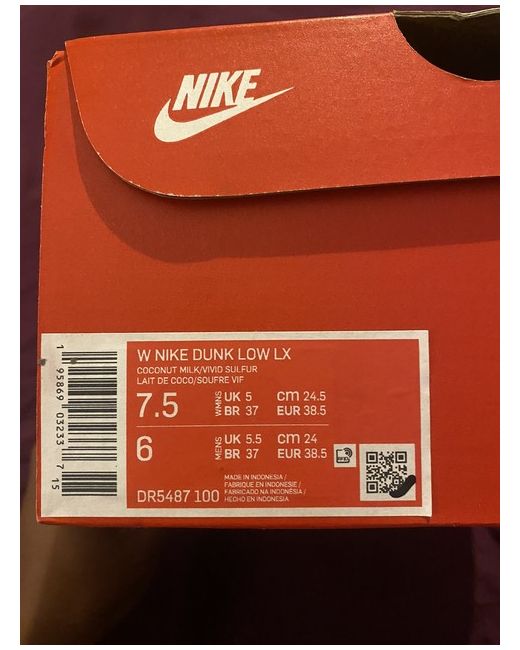 NIKE
W NIKE DUNK LOW LX
COCONUT MILK/VIVID SULFUR
LAIT DE COCO/SOUFRE VIF
7.5 WMNS UK 5 cm 24.5
BR 37 EUR 38.5
6 MENS UK 5.5 cm 24
BR 37 EUR 38.5
DR5487 100
MADE IN INDONESIA /
FABRIQUE EN INDONESIE /
FABRICADO NA INDONÉSIA /
HECHO EN INDONESIA
1 95869 03233 7 15